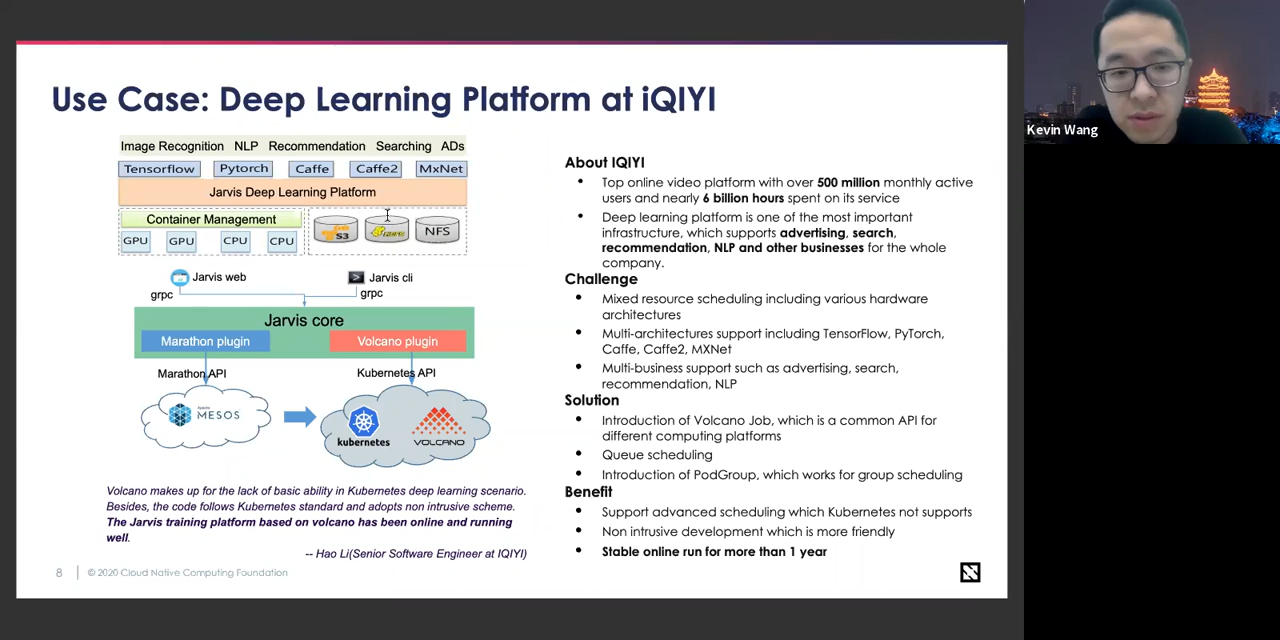 Use Case: Deep Learning Platform at iQIYI
Image Recognition NLP Recommendation Searching ADs
Tensorflow Pytorch Caffe Caffe2 MxNet
Jarvis Deep Learning Platform
Container Management
GPU GPU CPU CPU
S3 NFS
Jarvis web Jarvis cli
grpc grpc
Jarvis core
Marathon plugin Volcano plugin
Marathon API Kubernetes API
Apache
MESOS
kubernetes VOLCANO
Volcano makes up for the lack of basic ability in Kubernetes deep learning scenario.
Besides, the code follows Kubernetes standard and adopts non intrusive scheme.
The Jarvis training platform based on volcano has been online and running
well.
-- Hao Li(Senior Software Engineer at IQIYI)
About IQIYI
• Top online video platform with over 500 million monthly active
users and nearly 6 billion hours spent on its service
• Deep learning platform is one of the most important
infrastructure, which supports advertising, search,
recommendation, NLP and other businesses for the whole
company.
Challenge
• Mixed resource scheduling including various hardware
architectures
• Multi-architectures support including TensorFlow, PyTorch,
Caffe, Caffe2, MXNet
• Multi-business support such as advertising, search,
recommendation, NLP
Solution
• Introduction of Volcano Job, which is a common API for
different computing platforms
• Queue scheduling
• Introduction of PodGroup, which works for group scheduling
Benefit
• Support advanced scheduling which Kubernetes not supports
• Non intrusive development which is more friendly
• Stable online run for more than 1 year
8 © 2020 Cloud Native Computing Foundation
Kevin Wang